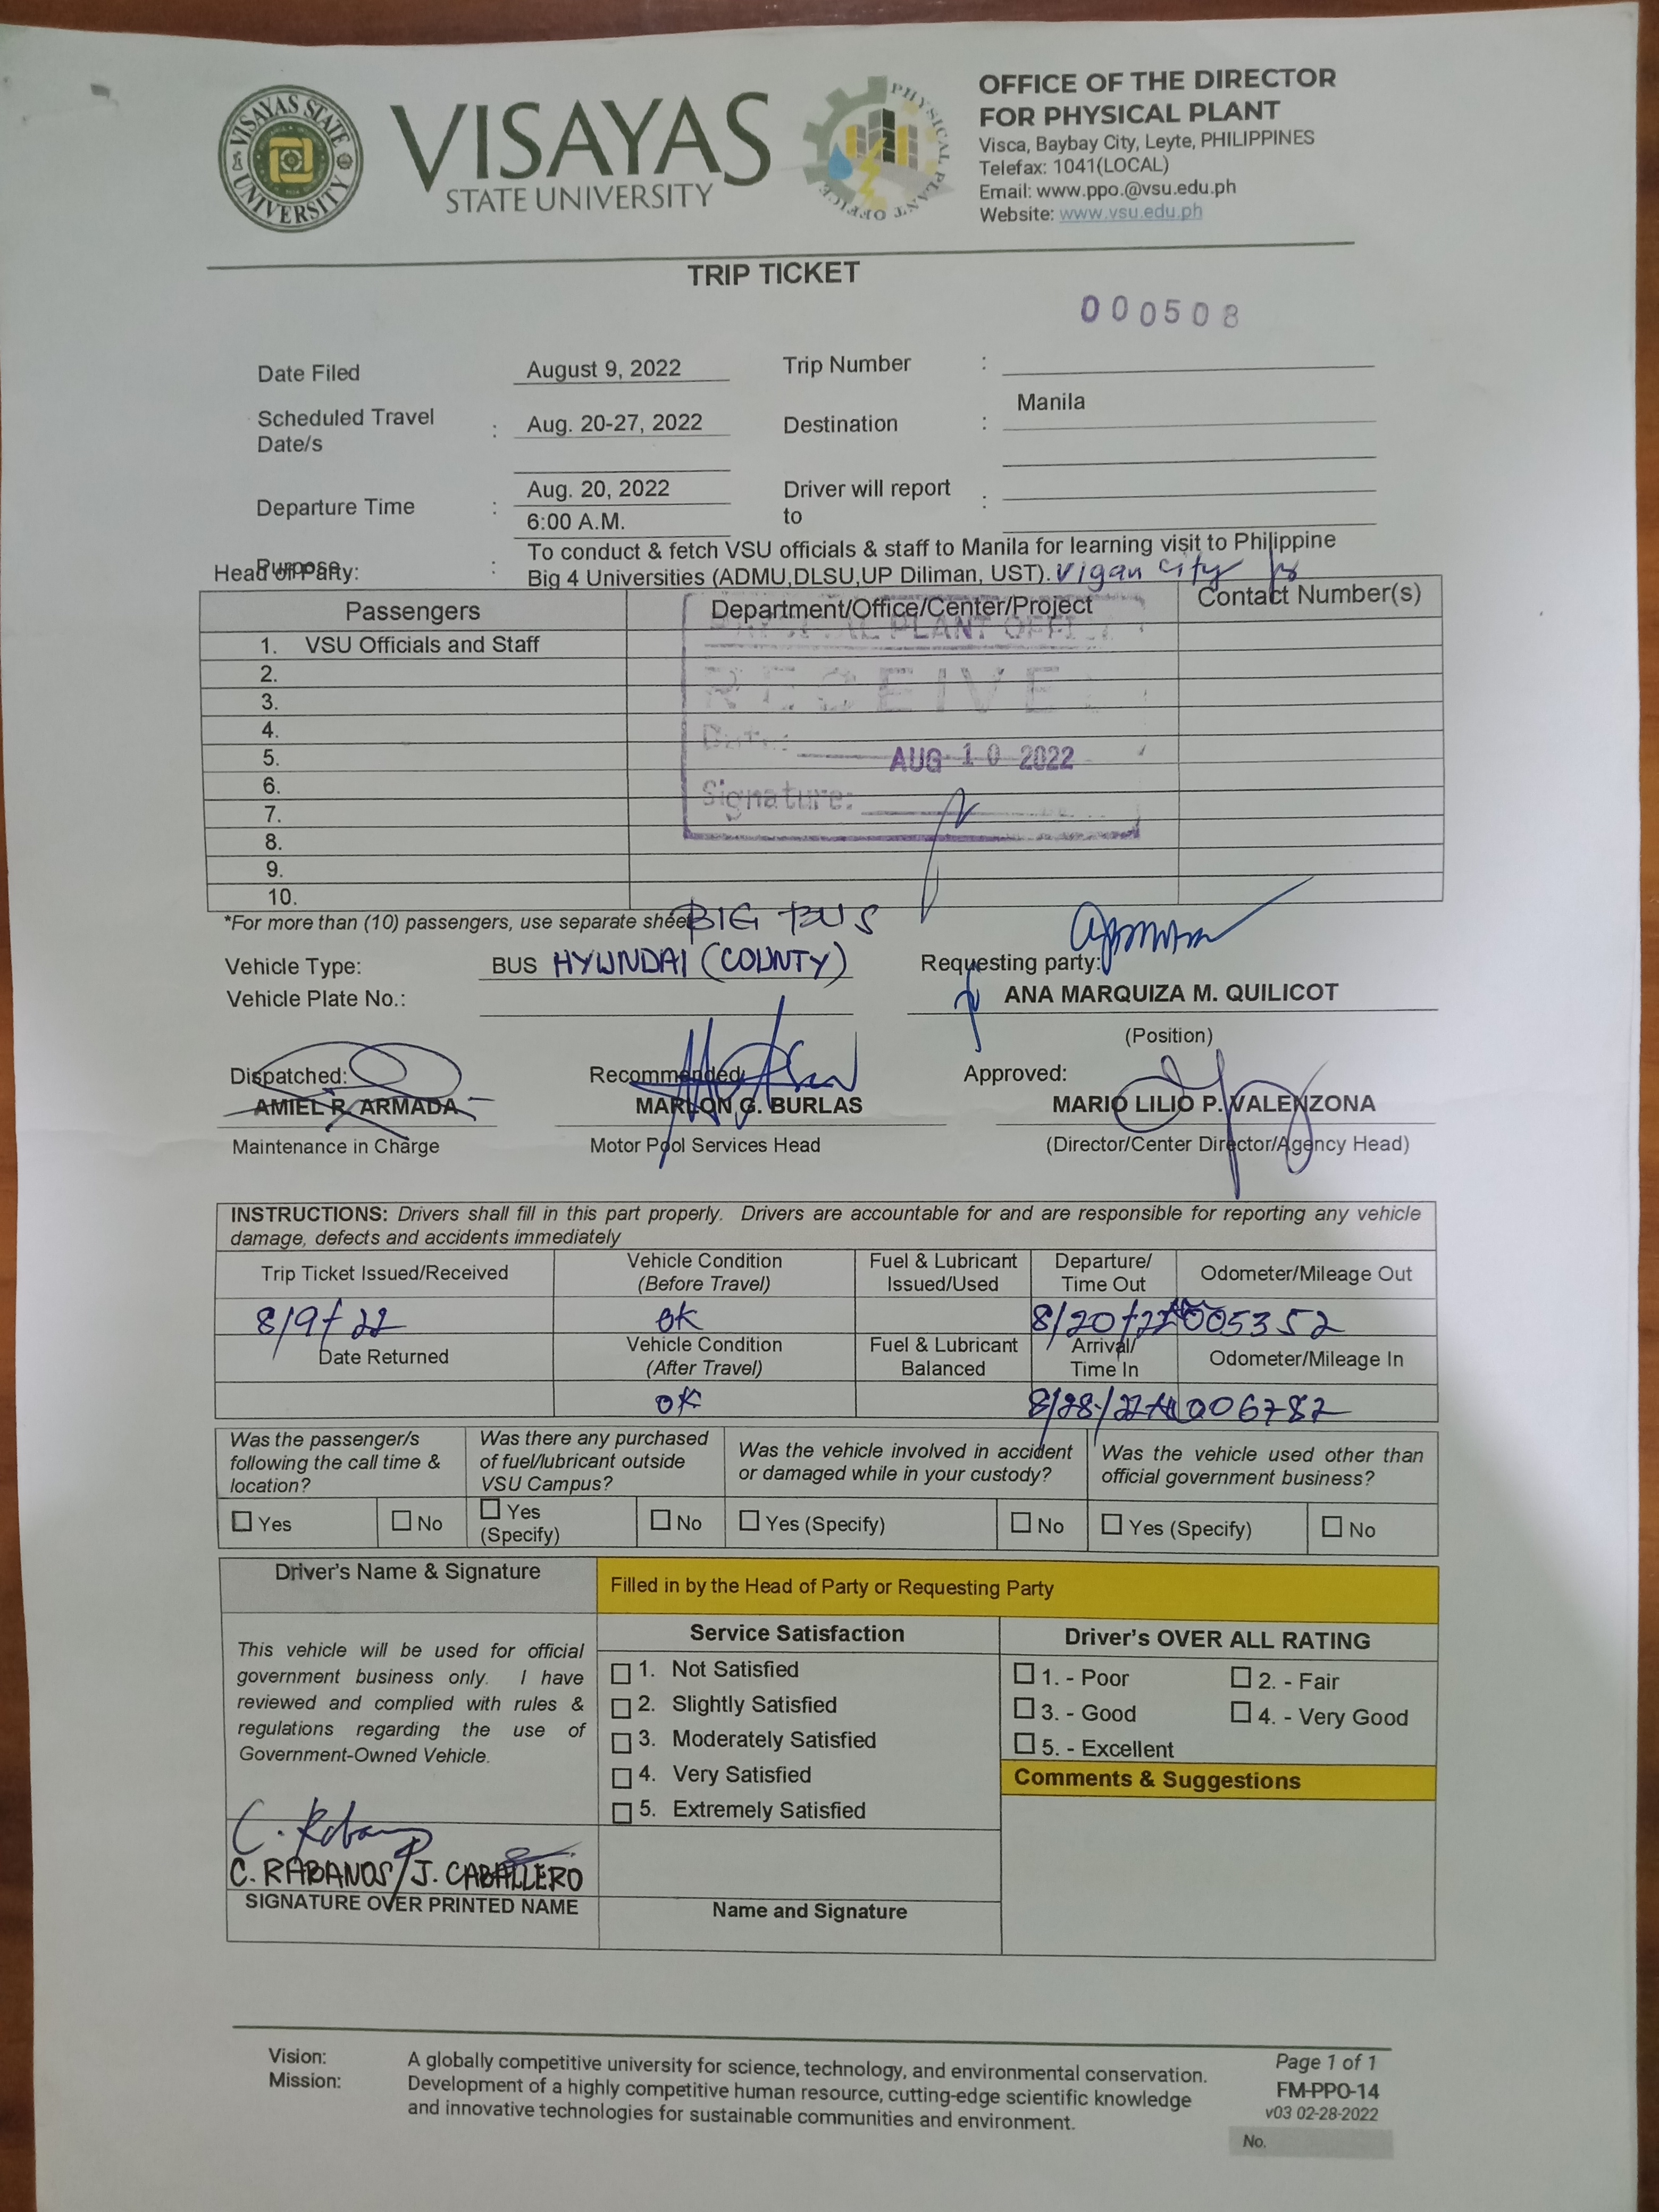 VISAYAS STATE UNIVERSITY
VISAYAS
STATE UNIVERSITY
PHYSICAL PLANT OFFICE
OFFICE OF THE DIRECTOR
FOR PHYSICAL PLANT
Visca, Baybay City, Leyte, PHILIPPINES
Telefax: 1041(LOCAL)
Email: www.ppo.@vsu.edu.ph
Website: www.vsu.edu.ph
TRIP TICKET
000508
Date Filed August 9, 2022 Trip Number :
Scheduled Travel Date/s : Aug. 20-27, 2022 Destination : Manila
Departure Time : Aug. 20, 2022 6:00 A.M. Driver will report to :
Purpose : To conduct & fetch VSU officials & staff to Manila for learning visit to Philippine
Head of Party: Big 4 Universities (ADMU,DLSU,UP Diliman, UST). Vigan City
Passengers Department/Office/Center/Project Contact Number(s)
1. VSU Officials and Staff
2.
3.
4.
5.
6.
7.
8.
9.
10.
PHYSICAL PLANT OFFICE
RECEIVED
Date: AUG 10 2022
Signature:
*For more than (10) passengers, use separate sheet
BIG BUS
Vehicle Type: BUS HYUNDAI (COUNTY) Requesting party:
Vehicle Plate No.: ANA MARQUIZA M. QUILICOT
(Position)
Dispatched: Recommended: Approved:
AMIEL R. ARMADA MARLON G. BURLAS MARIO LILIO P. VALENZONA
Maintenance in Charge Motor Pool Services Head (Director/Center Director/Agency Head)
INSTRUCTIONS: Drivers shall fill in this part properly. Drivers are accountable for and are responsible for reporting any vehicle
damage, defects and accidents immediately
Trip Ticket Issued/Received Vehicle Condition (Before Travel) Fuel & Lubricant Issued/Used Departure/ Time Out Odometer/Mileage Out
8/9/22 OK 8/20/22 005352
Date Returned Vehicle Condition (After Travel) Fuel & Lubricant Balanced Arrival/ Time In Odometer/Mileage In
OK 8/28/22 006782
Was the passenger/s following the call time & location? Was there any purchased of fuel/lubricant outside VSU Campus? Was the vehicle involved in accident or damaged while in your custody? Was the vehicle used other than official government business?
Yes No Yes (Specify) No Yes (Specify) No Yes (Specify) No
Driver's Name & Signature Filled in by the Head of Party or Requesting Party
This vehicle will be used for official
government business only. I have
reviewed and complied with rules &
regulations regarding the use of
Government-Owned Vehicle.
C. RABANOS/J. CABALLERO
SIGNATURE OVER PRINTED NAME
Service Satisfaction
1. Not Satisfied
2. Slightly Satisfied
3. Moderately Satisfied
4. Very Satisfied
5. Extremely Satisfied
Name and Signature
Driver's OVER ALL RATING
1. - Poor 2. - Fair
3. - Good 4. - Very Good
5. - Excellent
Comments & Suggestions
Vision: A globally competitive university for science, technology, and environmental conservation.
Mission: Development of a highly competitive human resource, cutting-edge scientific knowledge
and innovative technologies for sustainable communities and environment.
Page 1 of 1
FM-PPO-14
v03 02-28-2022
No.